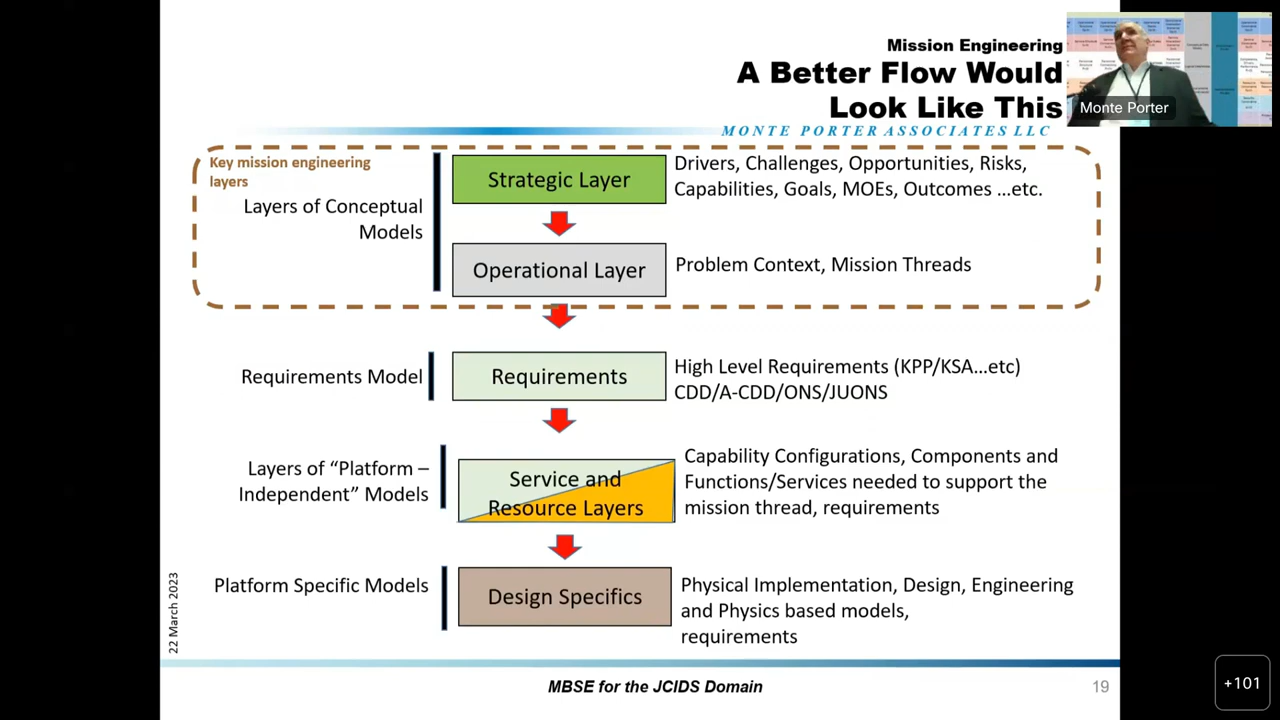 Mission Engineering
A Better Flow Would
Look Like This
MONTE PORTER ASSOCIATES LLC
Monte Porter
Key mission engineering
layers
Layers of Conceptual
Models
Strategic Layer
Drivers, Challenges, Opportunities, Risks,
Capabilities, Goals, MOEs, Outcomes ...etc.
Operational Layer
Problem Context, Mission Threads
Requirements Model
Requirements
High Level Requirements (KPP/KSA...etc)
CDD/A-CDD/ONS/JUONS
Layers of “Platform –
Independent” Models
Service and
Resource Layers
Capability Configurations, Components and
Functions/Services needed to support the
mission thread, requirements
Platform Specific Models
Design Specifics
Physical Implementation, Design, Engineering
and Physics based models,
requirements
22 March 2023
MBSE for the JCIDS Domain
19
+101